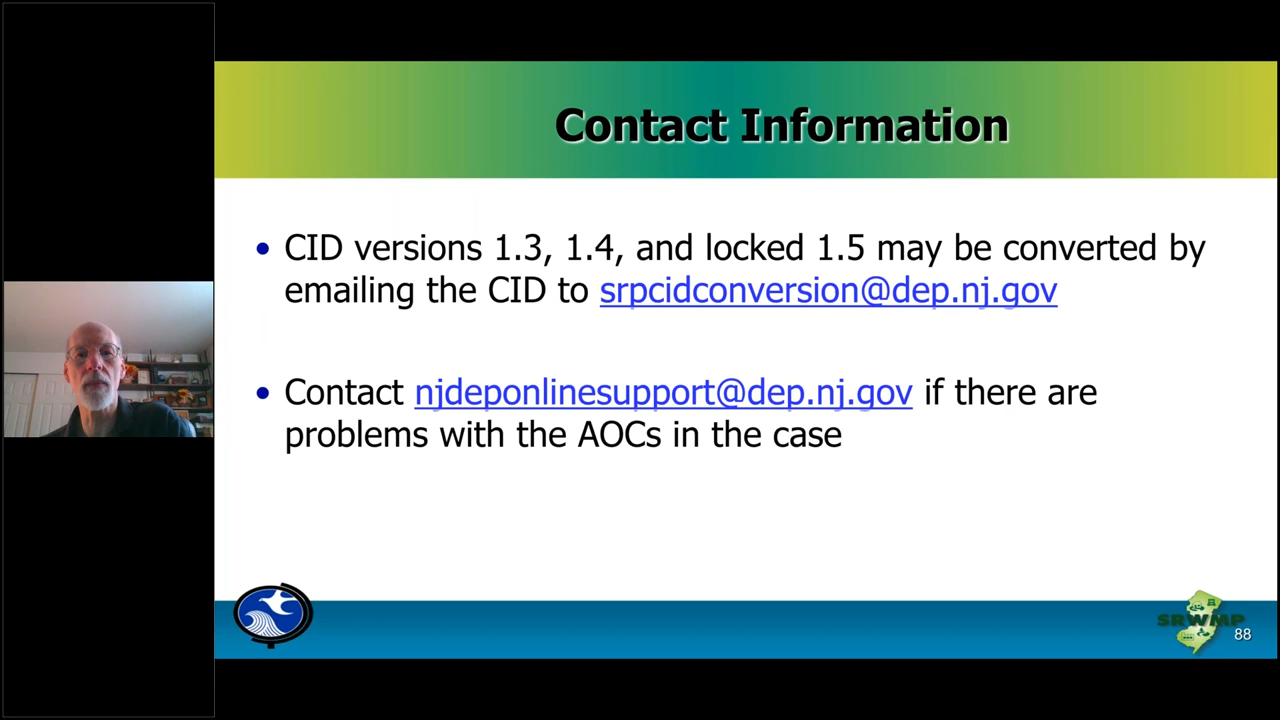 Contact Information
• CID versions 1.3, 1.4, and locked 1.5 may be converted by
emailing the CID to srpcidconversion@dep.nj.gov
• Contact njdeponlinesupport@dep.nj.gov if there are
problems with the AOCs in the case
SRWMP
88